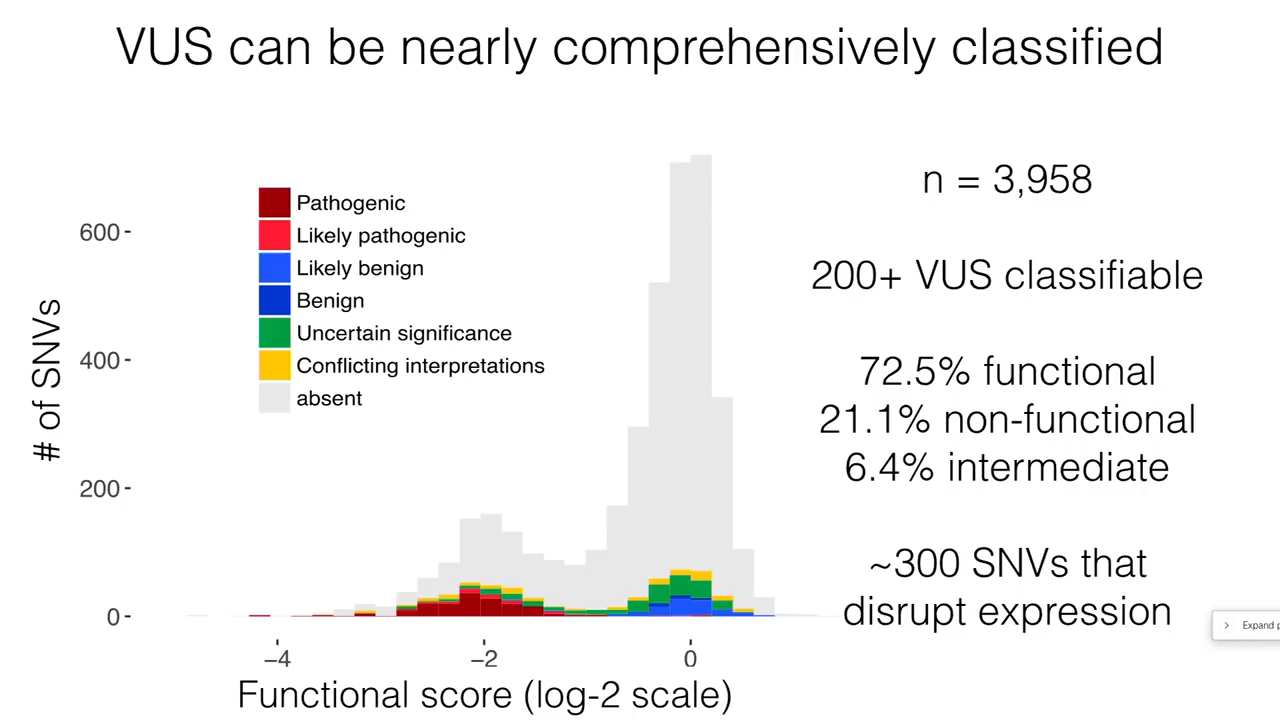 VUS can be nearly comprehensively classified
Pathogenic
Likely pathogenic
Likely benign
Benign
Uncertain significance
Conflicting interpretations
absent
# of SNVs
600
400
200
0
−4
−2
0
Functional score (log-2 scale)
n = 3,958
200+ VUS classifiable
72.5% functional
21.1% non-functional
6.4% intermediate
~300 SNVs that
disrupt expression
Expand p